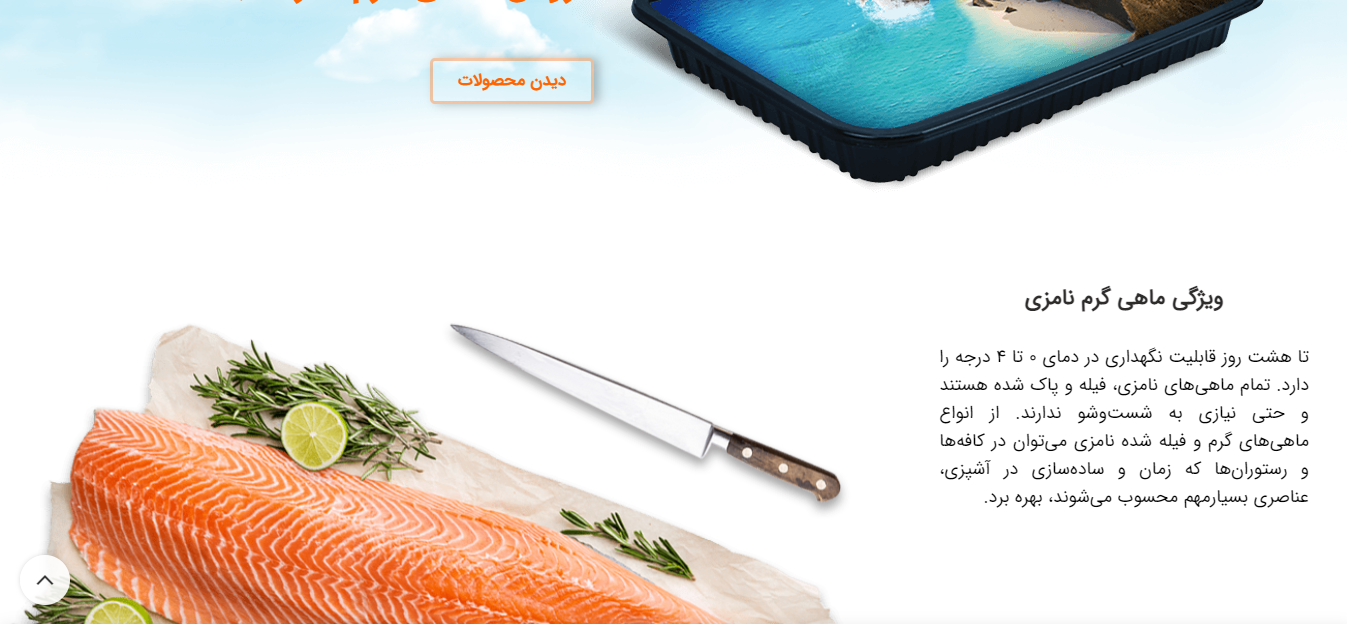 دیدن محصولات
ویژگی ماهی گرم نامزی
تا هشت روز قابلیت نگهداری در دمای ۰ تا ۴ درجه را
دارد. تمام ماهی‌های نامزی، فیله و پاک شده هستند
و حتی نیازی به شست‌وشو ندارند. از انواع
ماهی‌های گرم و فیله شده نامزی می‌توان در کافه‌ها
و رستوران‌ها که زمان و ساده‌سازی در آشپزی،
عناصری بسیارمهم محسوب می‌شوند، بهره برد.